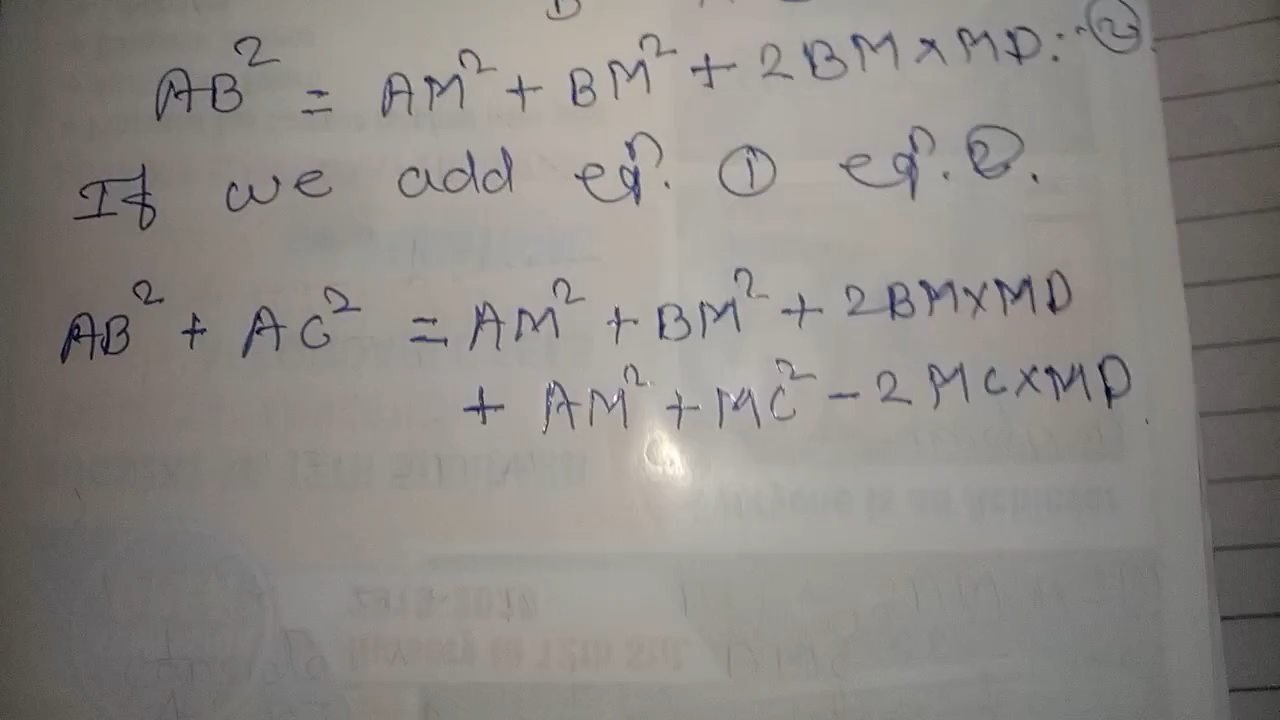 AB² = AM² + BM² + 2BM×MD. -②.
If we add eqⁿ. ① eqⁿ. ②.
AB² + AC² = AM² + BM² + 2BM×MD
+ AM² + MC² - 2MC×MD.